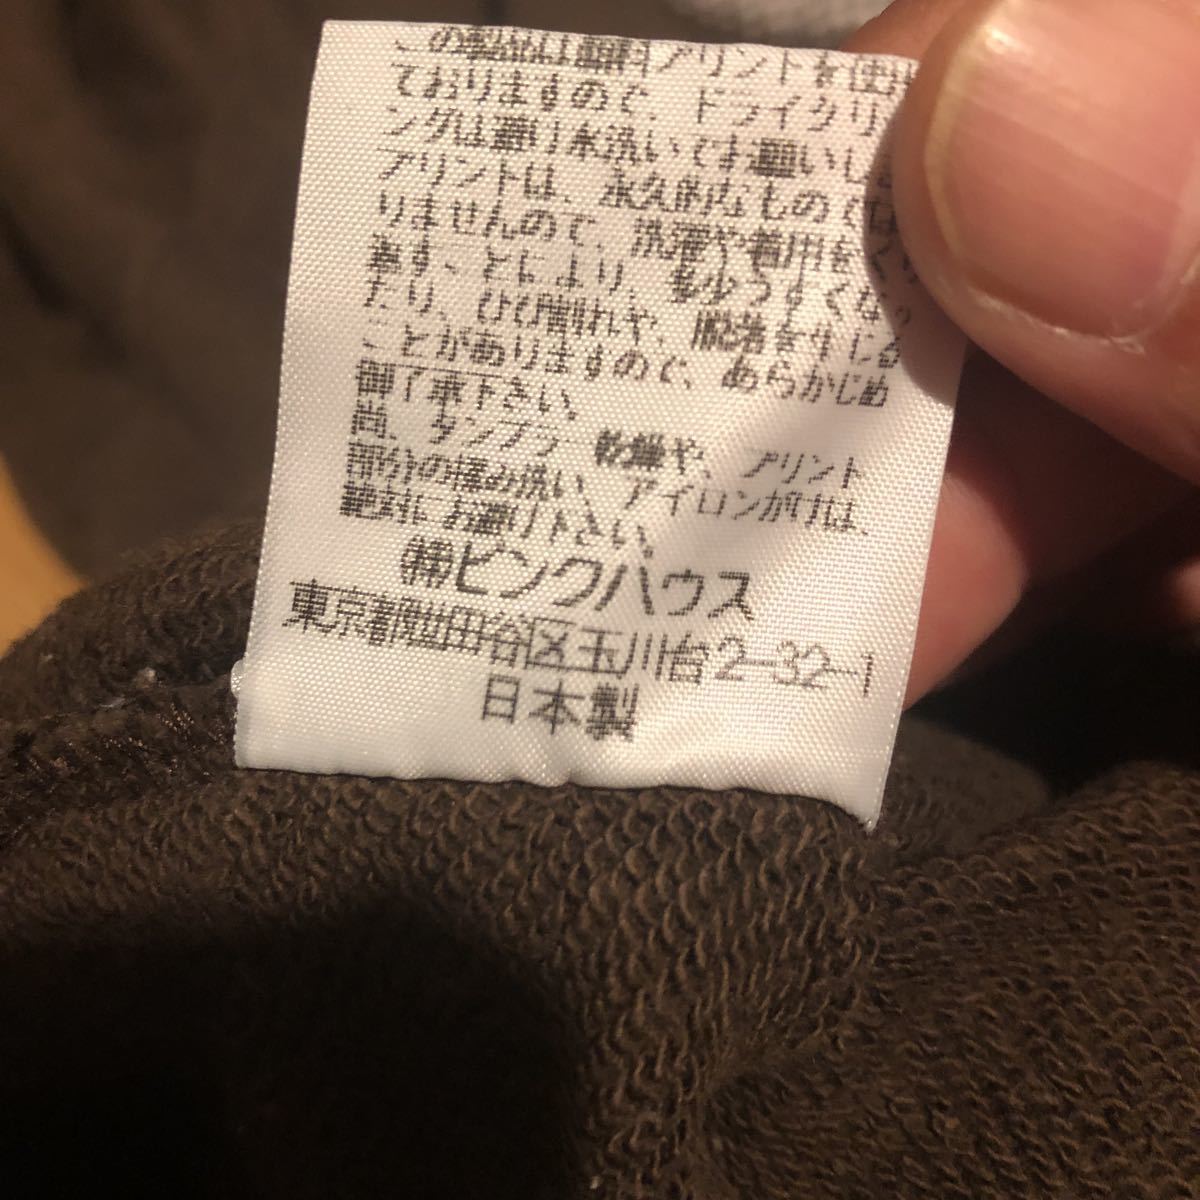 この製品は顔料プリントを使用
ておりますので、ドライクリー
ングは避け水洗いでお願いしま
プリントは、永久的なものでは
りませんので、洗濯や着用をくり
返すことにより、多少うすくなっ
たり、ひび割れや、脱落を生じる
ことがありますので、あらかじめ
御了承下さい。
尚、タンブラー乾燥や、プリント
部分の揉み洗い、アイロンがけは、
絶対にお避け下さい。
㈱ピンクハウス
東京都世田谷区玉川台2-32-1
日本製